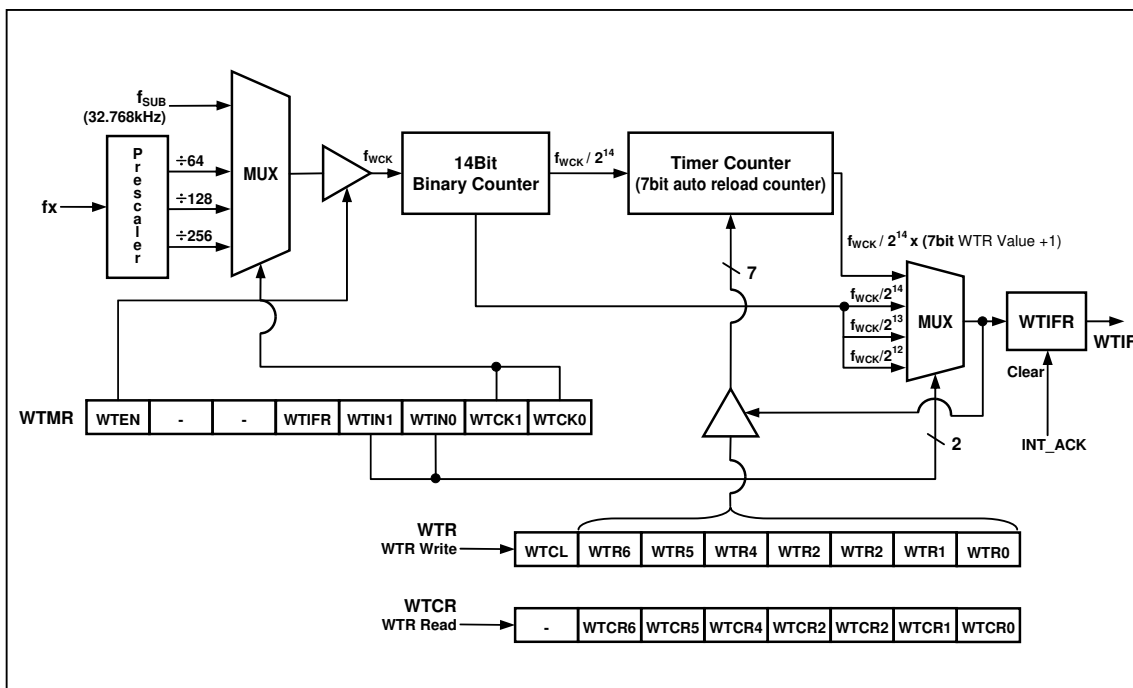 fSUB
(32.768kHz)
Prescaler
÷64
÷128
÷256
fx
MUX
fWCK
14Bit
Binary Counter
fWCK / 2^14
Timer Counter
(7bit auto reload counter)
fWCK / 2^14 x (7bit WTR Value +1)
7
fWCK/2^14
fWCK/2^13
fWCK/2^12
MUX
WTIFR
WTIF
Clear
INT_ACK
2
WTMR
WTEN - - WTIFR WTIN1 WTIN0 WTCK1 WTCK0
WTR
WTR Write
WTCL WTR6 WTR5 WTR4 WTR2 WTR2 WTR1 WTR0
WTCR
WTR Read
- WTCR6 WTCR5 WTCR4 WTCR2 WTCR2 WTCR1 WTCR0